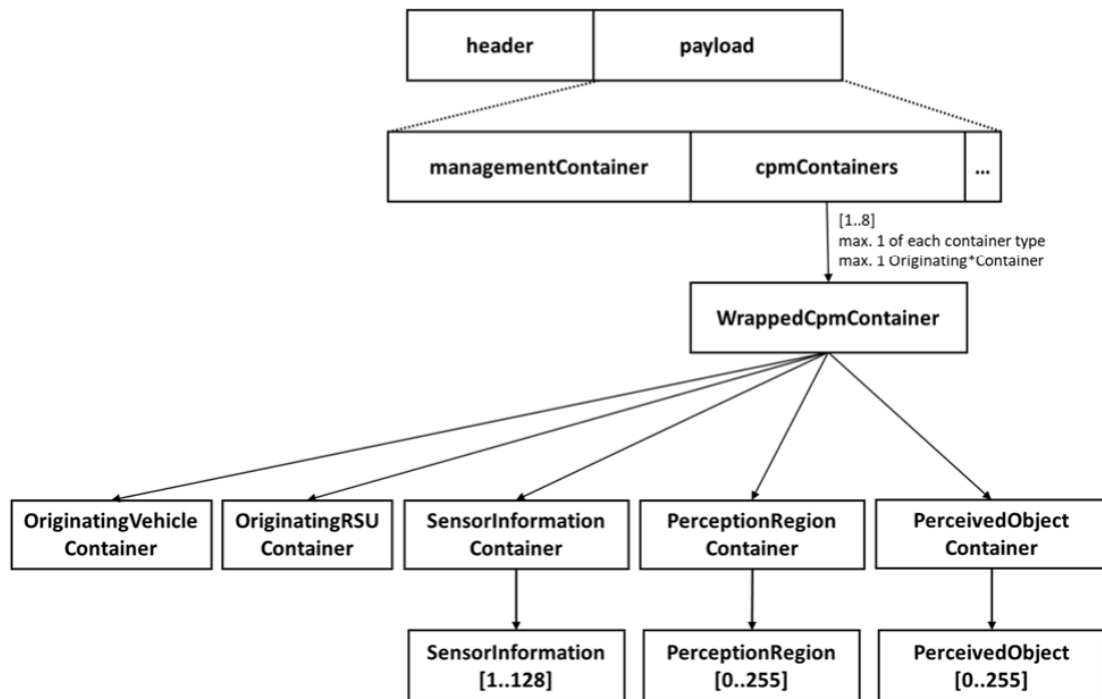 header
payload
managementContainer
cpmContainers
...
[1..8]
max. 1 of each container type
max. 1 Originating*Container
WrappedCpmContainer
OriginatingVehicle
Container
OriginatingRSU
Container
SensorInformation
Container
PerceptionRegion
Container
PerceivedObject
Container
SensorInformation
[1..128]
PerceptionRegion
[0..255]
PerceivedObject
[0..255]